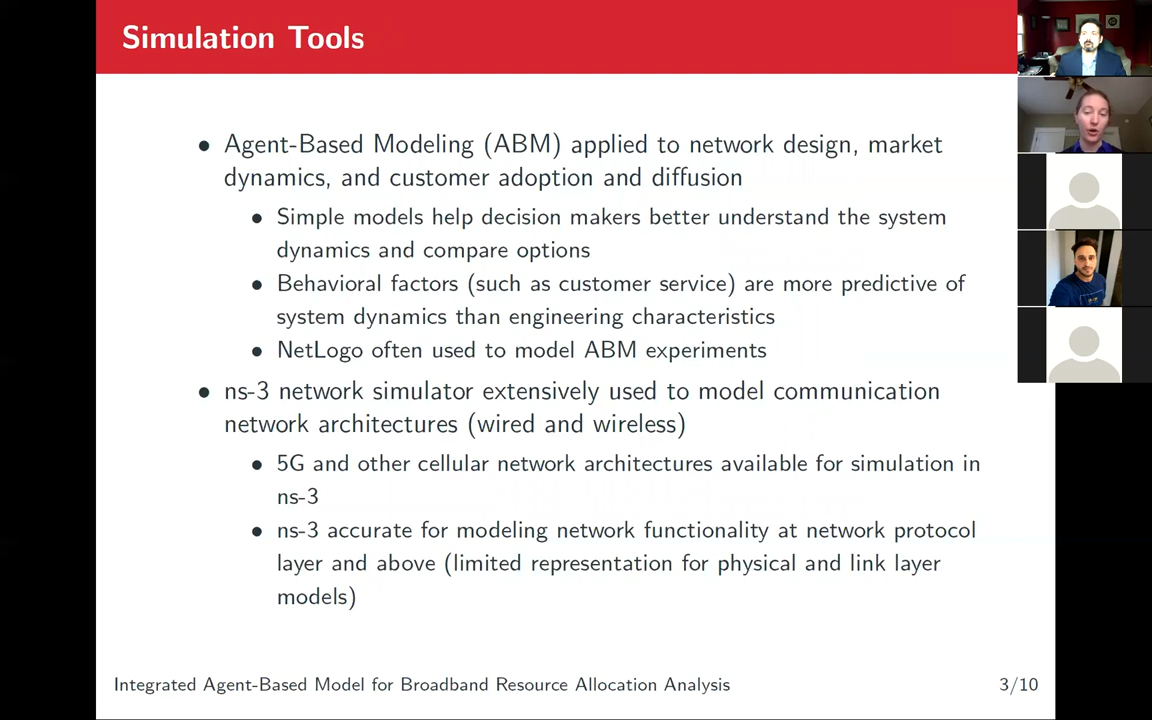 Simulation Tools
• Agent-Based Modeling (ABM) applied to network design, market
dynamics, and customer adoption and diffusion
• Simple models help decision makers better understand the system
dynamics and compare options
• Behavioral factors (such as customer service) are more predictive of
system dynamics than engineering characteristics
• NetLogo often used to model ABM experiments
• ns-3 network simulator extensively used to model communication
network architectures (wired and wireless)
• 5G and other cellular network architectures available for simulation in
ns-3
• ns-3 accurate for modeling network functionality at network protocol
layer and above (limited representation for physical and link layer
models)
Integrated Agent-Based Model for Broadband Resource Allocation Analysis 3/10